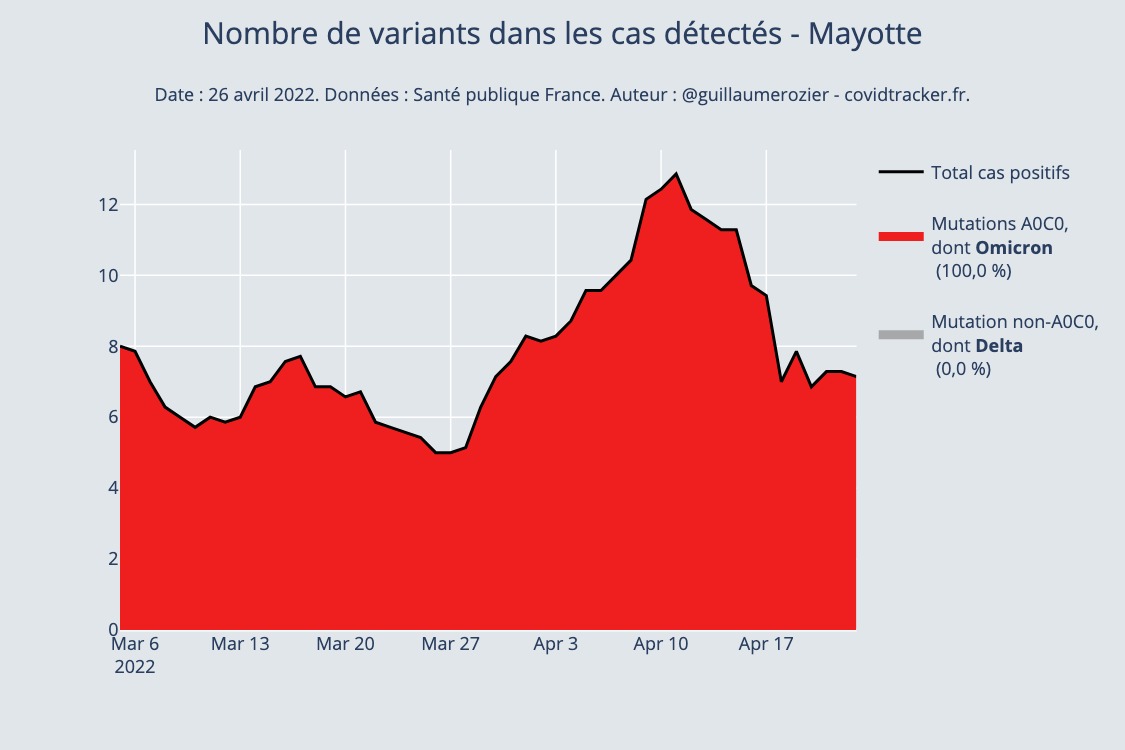 Nombre de variants dans les cas détectés - Mayotte
Date : 26 avril 2022. Données : Santé publique France. Auteur : @guillaumerozier - covidtracker.fr.
Total cas positifs
Mutations A0C0,
dont Omicron
(100,0 %)
Mutation non-A0C0,
dont Delta
(0,0 %)
12
10
8
6
4
2
0
Mar 6 Mar 13 Mar 20 Mar 27 Apr 3 Apr 10 Apr 17
2022